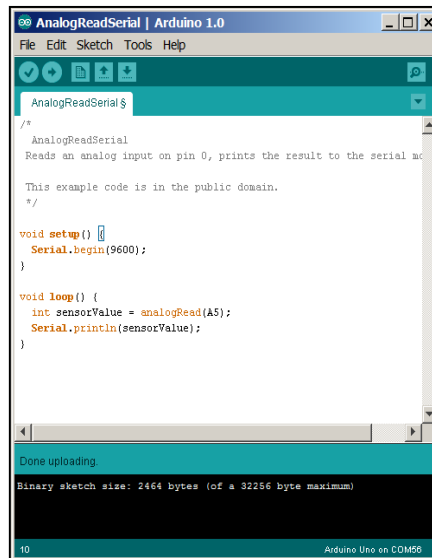 AnalogReadSerial | Arduino 1.0
File Edit Sketch Tools Help
AnalogReadSerial §
/*
  AnalogReadSerial
 Reads an analog input on pin 0, prints the result to the serial mo

 This example code is in the public domain.
 */

void setup() {
  Serial.begin(9600);
}

void loop() {
  int sensorValue = analogRead(A5);
  Serial.println(sensorValue);
}
Done uploading.
Binary sketch size: 2464 bytes (of a 32256 byte maximum)
10 Arduino Uno on COM56